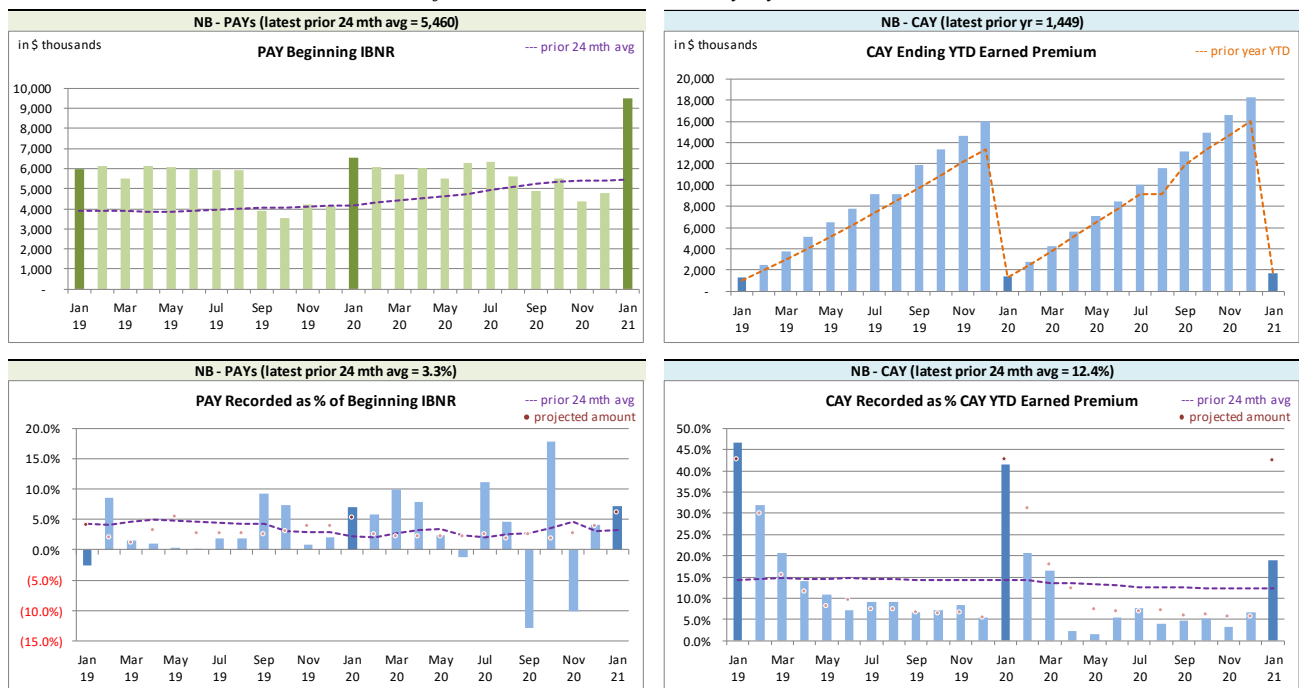 NB - PAYs (latest prior 24 mth avg = 5,460)
in $ thousands
PAY Beginning IBNR
--- prior 24 mth avg
10,000
9,000
8,000
7,000
6,000
5,000
4,000
3,000
2,000
1,000
-
Jan Mar May Jul Sep Nov Jan Mar May Jul Sep Nov Jan
19 19 19 19 19 19 20 20 20 20 20 20 21
NB - CAY (latest prior yr = 1,449)
in $ thousands
CAY Ending YTD Earned Premium
--- prior year YTD
20,000
18,000
16,000
14,000
12,000
10,000
8,000
6,000
4,000
2,000
-
Jan Mar May Jul Sep Nov Jan Mar May Jul Sep Nov Jan
19 19 19 19 19 19 20 20 20 20 20 20 21
NB - PAYs (latest prior 24 mth avg = 3.3%)
PAY Recorded as % of Beginning IBNR
--- prior 24 mth avg
• projected amount
20.0%
15.0%
10.0%
5.0%
0.0%
(5.0%)
(10.0%)
(15.0%)
Jan Mar May Jul Sep Nov Jan Mar May Jul Sep Nov Jan
19 19 19 19 19 19 20 20 20 20 20 20 21
NB - CAY (latest prior 24 mth avg = 12.4%)
CAY Recorded as % CAY YTD Earned Premium
--- prior 24 mth avg
• projected amount
50.0%
45.0%
40.0%
35.0%
30.0%
25.0%
20.0%
15.0%
10.0%
5.0%
0.0%
Jan Mar May Jul Sep Nov Jan Mar May Jul Sep Nov Jan
19 19 19 19 19 19 20 20 20 20 20 20 21